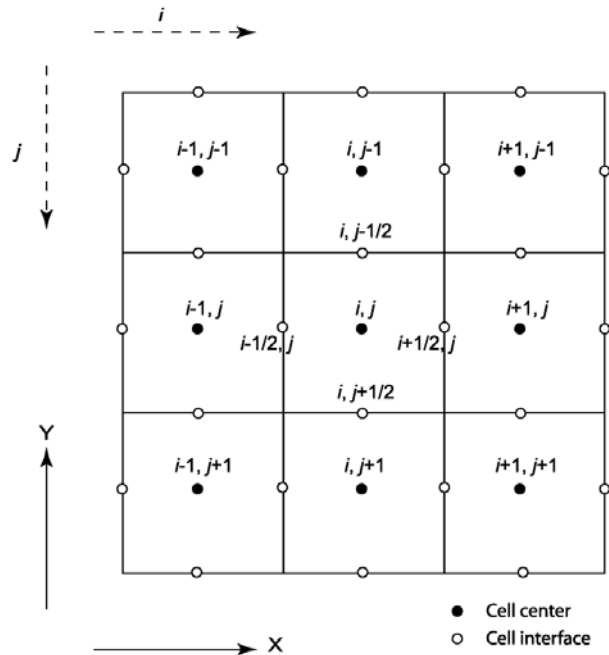 i
j
i-1, j-1
i, j-1
i+1, j-1
i, j-1/2
i-1, j
i, j
i+1, j
i-1/2, j
i+1/2, j
i, j+1/2
Y
i-1, j+1
i, j+1
i+1, j+1
Cell center
X
Cell interface